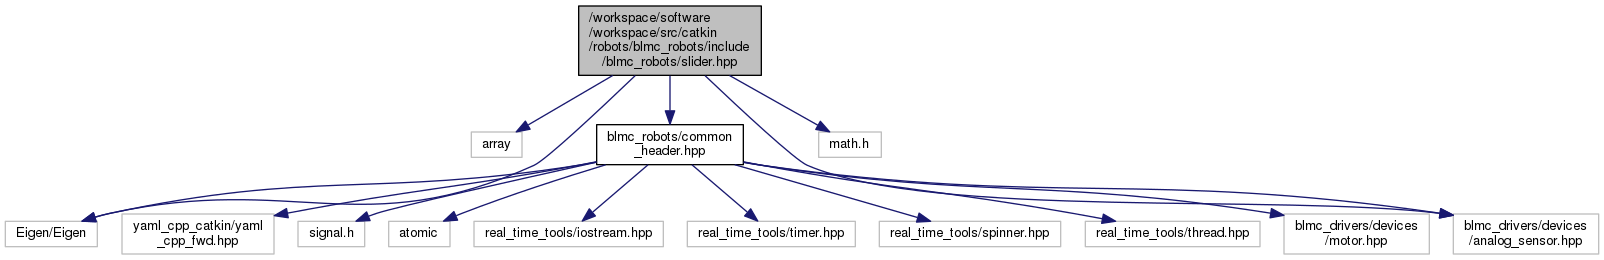 /workspace/software
/workspace/src/catkin
/robots/blmc_robots/include
/blmc_robots/slider.hpp
array
blmc_robots/common
_header.hpp
math.h
Eigen/Eigen
yaml_cpp_catkin/yaml
_cpp_fwd.hpp
signal.h
atomic
real_time_tools/iostream.hpp
real_time_tools/timer.hpp
real_time_tools/spinner.hpp
real_time_tools/thread.hpp
blmc_drivers/devices
/motor.hpp
blmc_drivers/devices
/analog_sensor.hpp